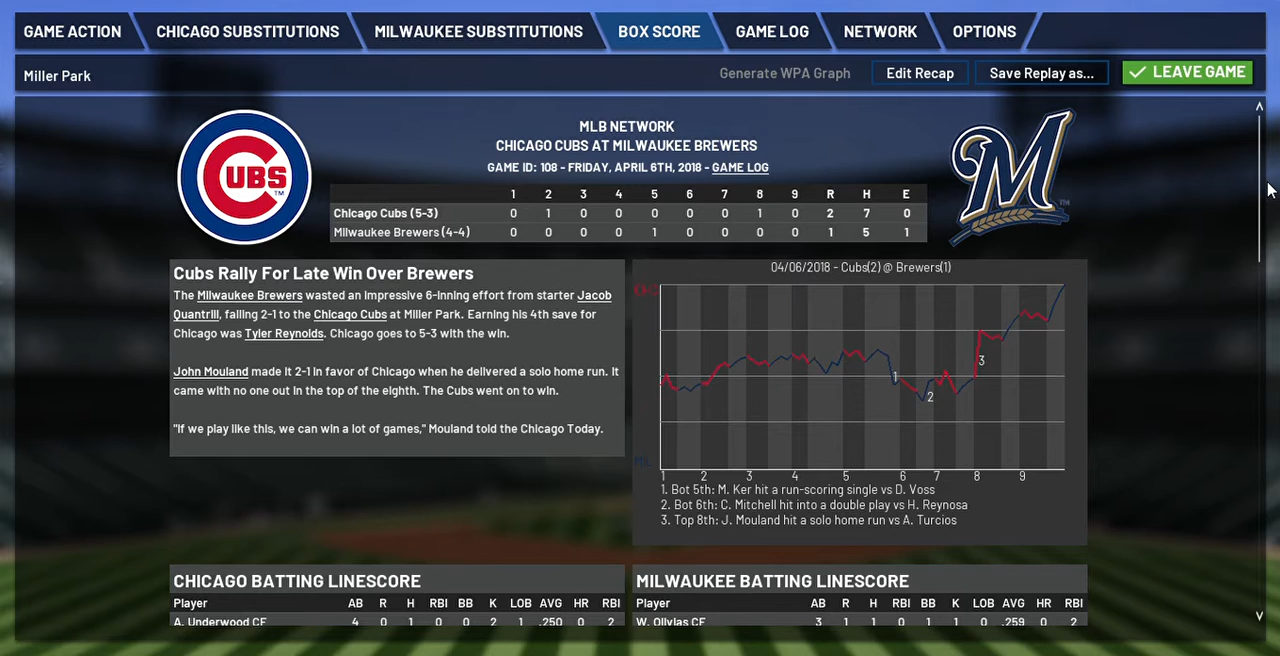 GAME ACTION CHICAGO SUBSTITUTIONS MILWAUKEE SUBSTITUTIONS BOX SCORE GAME LOG NETWORK OPTIONS
Miller Park Generate WPA Graph Edit Recap Save Replay as... LEAVE GAME
CUBS
TM
M
TM
MLB NETWORK
CHICAGO CUBS AT MILWAUKEE BREWERS
GAME ID: 108 - FRIDAY, APRIL 6TH, 2018 - GAME LOG
1 2 3 4 5 6 7 8 9 R H E
Chicago Cubs (5-3) 0 1 0 0 0 0 0 1 0 2 7 0
Milwaukee Brewers (4-4) 0 0 0 0 1 0 0 0 0 1 5 1
Cubs Rally For Late Win Over Brewers
The Milwaukee Brewers wasted an impressive 6-inning effort from starter Jacob
Quantrill, falling 2-1 to the Chicago Cubs at Miller Park. Earning his 4th save for
Chicago was Tyler Reynolds. Chicago goes to 5-3 with the win.
John Mouland made it 2-1 in favor of Chicago when he delivered a solo home run. It
came with no one out in the top of the eighth. The Cubs went on to win.
"If we play like this, we can win a lot of games," Mouland told the Chicago Today.
04/06/2018 - Cubs(2) @ Brewers(1)
3
1
2
MIL
1 2 3 4 5 6 7 8 9
1. Bot 5th: M. Ker hit a run-scoring single vs D. Voss
2. Bot 6th: C. Mitchell hit into a double play vs H. Reynosa
3. Top 8th: J. Mouland hit a solo home run vs A. Turcios
CHICAGO BATTING LINESCORE
Player AB R H RBI BB K LOB AVG HR RBI
A. Underwood CF 4 0 1 0 0 2 1 .250 0 2
MILWAUKEE BATTING LINESCORE
Player AB R H RBI BB K LOB AVG HR RBI
W. Olivias CF 3 1 1 0 1 1 0 .259 0 2